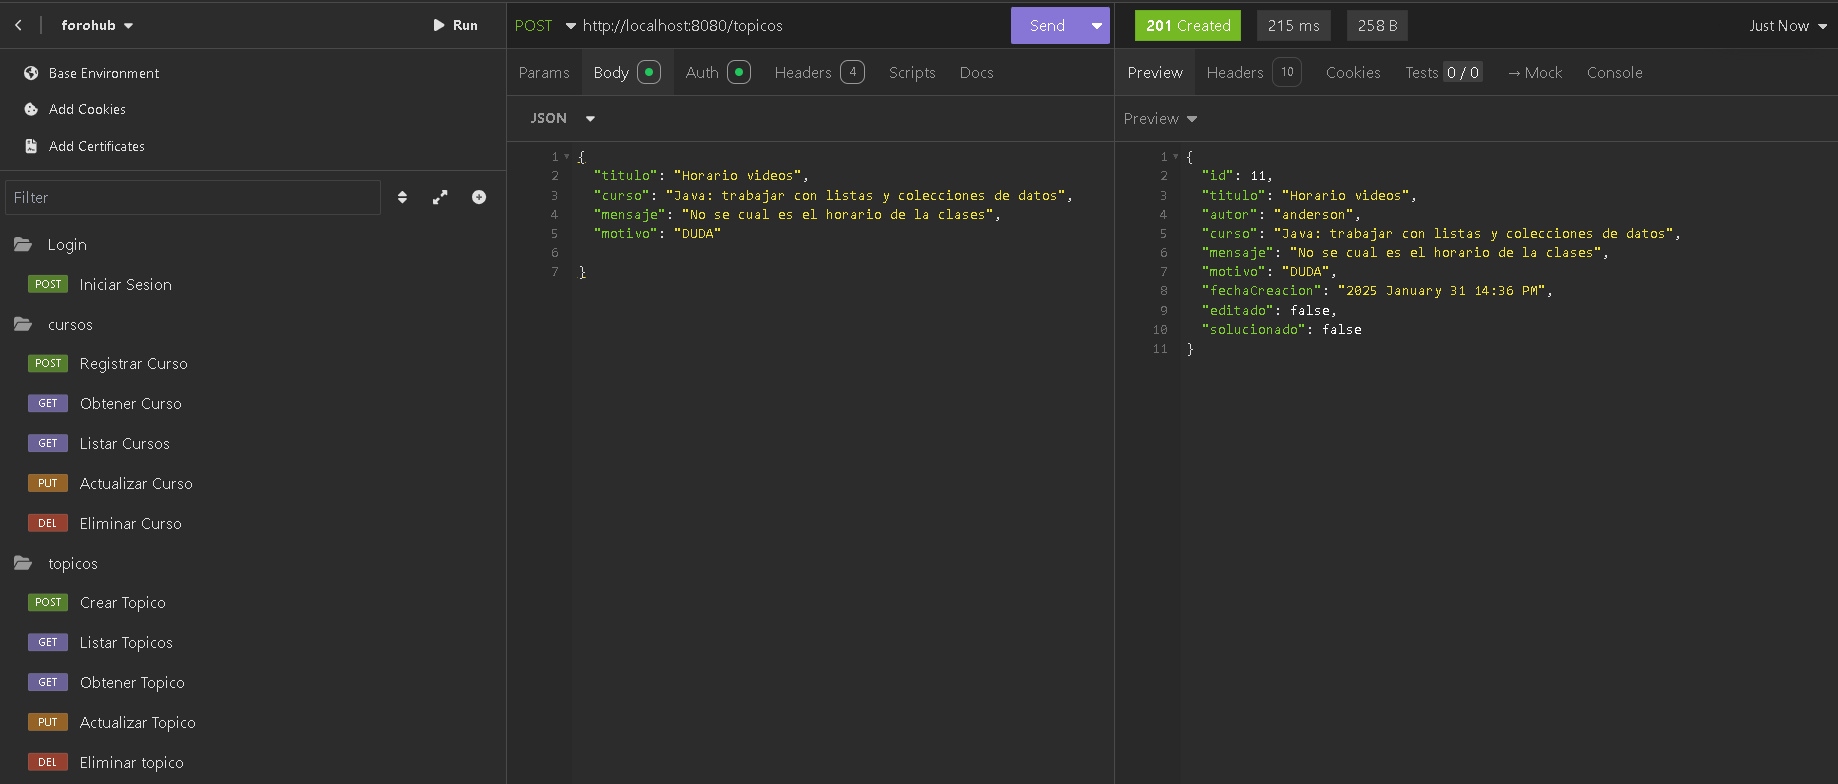 forohub
Run
Base Environment
Add Cookies
Add Certificates
Filter
Login
POST Iniciar Sesion
cursos
POST Registrar Curso
GET Obtener Curso
GET Listar Cursos
PUT Actualizar Curso
DEL Eliminar Curso
topicos
POST Crear Topico
GET Listar Topicos
GET Obtener Topico
PUT Actualizar Topico
DEL Eliminar topico
POST http://localhost:8080/topicos Send
Params Body Auth Headers 4 Scripts Docs
JSON
1 {
2 "titulo": "Horario videos",
3 "curso": "Java: trabajar con listas y colecciones de datos",
4 "mensaje": "No se cual es el horario de la clases",
5 "motivo": "DUDA"
6
7 }
201 Created 215 ms 258 B Just Now
Preview Headers 10 Cookies Tests 0 / 0 → Mock Console
Preview
1 {
2 "id": 11,
3 "titulo": "Horario videos",
4 "autor": "anderson",
5 "curso": "Java: trabajar con listas y colecciones de datos",
6 "mensaje": "No se cual es el horario de la clases",
7 "motivo": "DUDA",
8 "fechaCreacion": "2025 January 31 14:36 PM",
9 "editado": false,
10 "solucionado": false
11 }